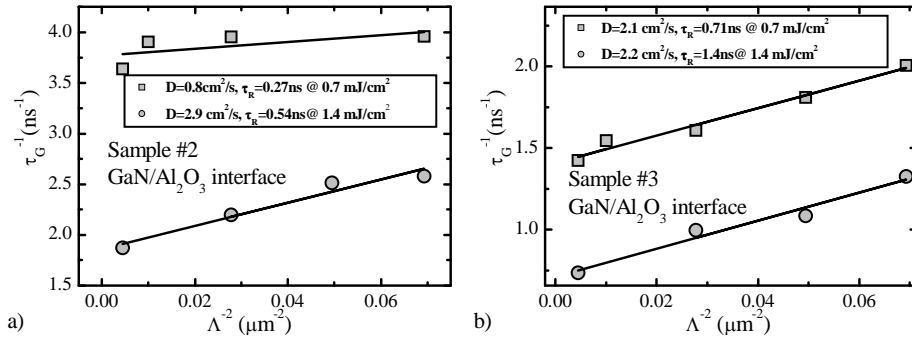 4.0
3.5
3.0
2.5
2.0
1.5
τG⁻¹(ns⁻¹)
D=0.8cm²/s, τR=0.27ns @ 0.7 mJ/cm²
D=2.9 cm²/s, τR=0.54ns@ 1.4 mJ/cm²
Sample #2
GaN/Al₂O₃ interface
0.00 0.02 0.04 0.06
Λ⁻² (μm⁻²)
a)
2.0
1.5
1.0
τG⁻¹(ns⁻¹)
D=2.1 cm²/s, τR=0.71ns @ 0.7 mJ/cm²
D=2.2 cm²/s, τR=1.4ns @ 1.4 mJ/cm²
Sample #3
GaN/Al₂O₃ interface
0.00 0.02 0.04 0.06
Λ⁻² (μm⁻²)
b)